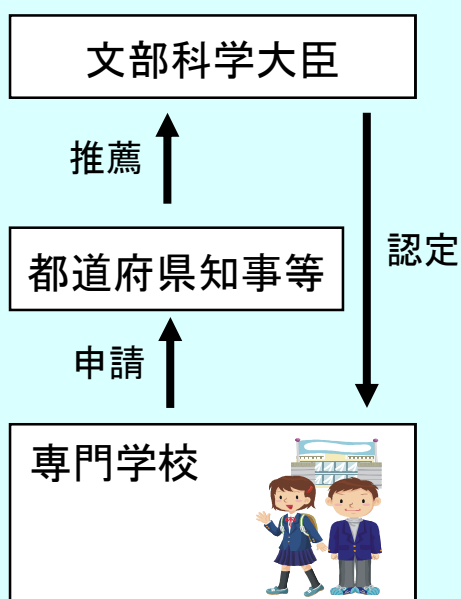 文部科学大臣
推薦
認定
都道府県知事等
申請
専門学校